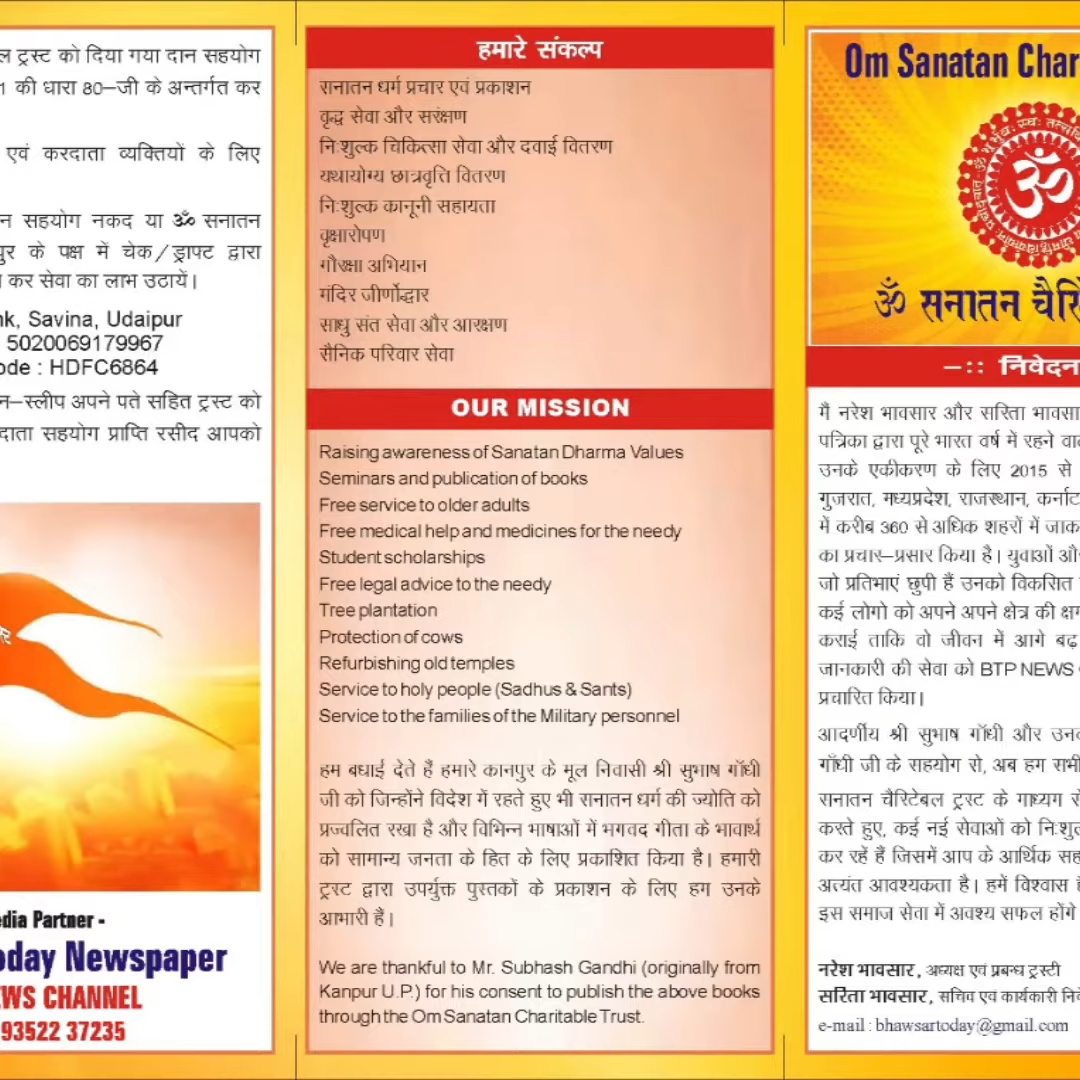 ल ट्रस्ट को दिया गया दान सहयोग
1 की धारा 80–जी के अन्तर्गत कर
एवं करदाता व्यक्तियों के लिए
न सहयोग नकद या ॐ सनातन
पुर के पक्ष में चेक/ड्राफ्ट द्वारा
कर सेवा का लाभ उटायें।
nk, Savina, Udaipur
5020069179967
ode : HDFC6864
न–स्लीप अपने पते सहित ट्रस्ट को
दाता सहयोग प्राप्ति रसीद आपको
edia Partner -
oday Newspaper
EWS CHANNEL
93522 37235
हमारे संकल्प
सनातन धर्म प्रचार एवं प्रकाशन
वृद्ध सेवा और सरंक्षण
निःशुल्क चिकित्सा सेवा और दवाई वितरण
यथायोग्य छात्रवृत्ति वितरण
निःशुल्क कानूनी सहायता
वृक्षारोपण
गौरक्षा अभियान
मंदिर जीर्णोद्धार
साधु संत सेवा और आरक्षण
सैनिक परिवार सेवा
OUR MISSION
Raising awareness of Sanatan Dharma Values
Seminars and publication of books
Free service to older adults
Free medical help and medicines for the needy
Student scholarships
Free legal advice to the needy
Tree plantation
Protection of cows
Refurbishing old temples
Service to holy people (Sadhus & Sants)
Service to the families of the Military personnel
हम बधाई देते हैं हमारे कानपुर के मूल निवासी श्री सुभाष गाँधी
जी को जिन्होंने विदेश में रहते हुए भी सनातन धर्म की ज्योति को
प्रज्वलित रखा है और विभिन्न भाषाओं में भगवद गीता के भावार्थ
को सामान्य जनता के हित के लिए प्रकाशित किया है। हमारी
ट्रस्ट द्वारा उपर्युक्त पुस्तकों के प्रकाशन के लिए हम उनके
आभारी हैं।
We are thankful to Mr. Subhash Gandhi (originally from
Kanpur U.P.) for his consent to publish the above books
through the Om Sanatan Charitable Trust.
Om Sanatan Char
ॐ
ॐ सनातन चैरि
–:: निवेदन
मैं नरेश भावसार और सरिता भावसा
पत्रिका द्वारा पूरे भारत वर्ष में रहने वा
उनके एकीकरण के लिए 2015 से
गुजरात, मध्यप्रदेश, राजस्थान, कर्नाट
में करीब 360 से अधिक शहरों में जाक
का प्रचार–प्रसार किया है। युवाओं औ
जो प्रतिभाएं छुपी हैं उनको विकसित
कई लोगो को अपने अपने क्षेत्र की क्षम
कराई ताकि वो जीवन में आगे बढ़
जानकारी की सेवा को BTP NEWS
प्रचारित किया।
आदर्णीय श्री सुभाष गाँधी और उनव
गाँधी जी के सहयोग से, अब हम सभी
सनातन चैरिटेबल ट्रस्ट के माध्यम से
करते हुए, कई नई सेवाओं को निःशुल
कर रहें हैं जिसमें आप के आर्थिक सह
अत्यंत आवश्यकता है। हमें विश्वास
इस समाज सेवा में अवश्य सफल होंगे
नरेश भावसार, अध्यक्ष एवं प्रबन्ध ट्रस्टी
सरिता भावसार, सचिव एवं कार्यकारी निदे
e-mail : bhawsartoday@gmail.com